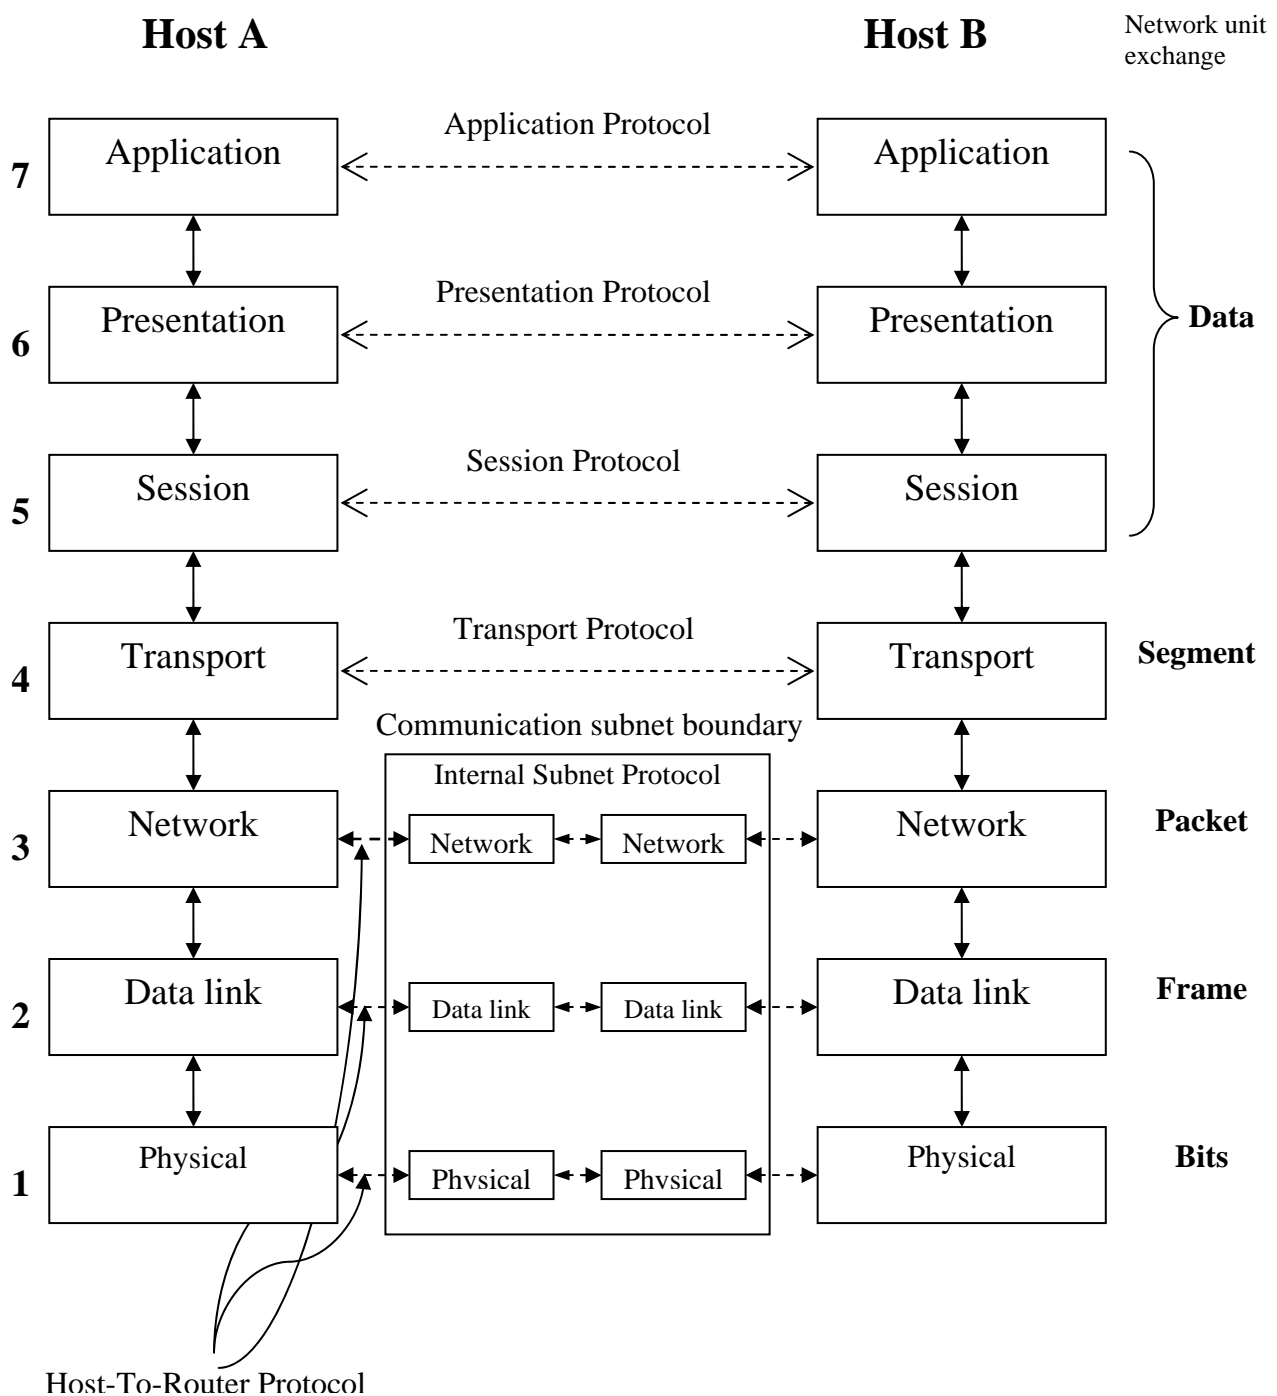 Host A
Host B
Network unit
exchange
Application Protocol
7
Application
Application
Presentation Protocol
6
Presentation
Presentation
Data
Session Protocol
5
Session
Session
Transport Protocol
4
Transport
Transport
Segment
Communication subnet boundary
Internal Subnet Protocol
3
Network
Network
Network
Network
Packet
2
Data link
Data link
Data link
Data link
Frame
1
Physical
Physical
Physical
Physical
Bits
Host-To-Router Protocol